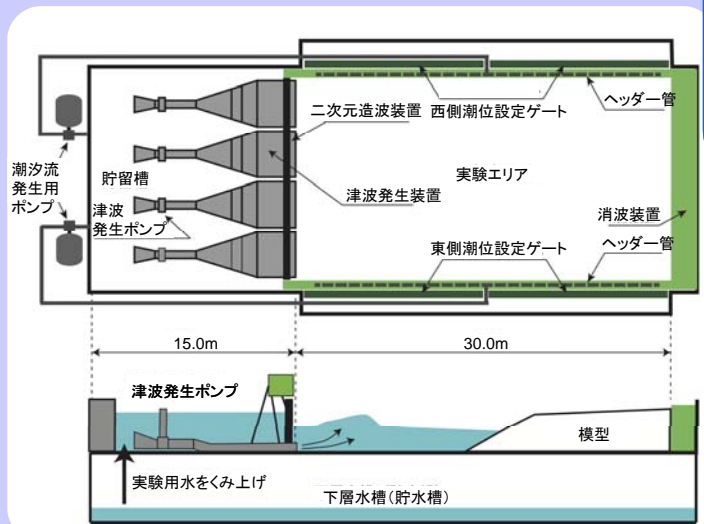 二次元造波装置
西側潮位設定ゲート
ヘッダー管
潮汐流
発生用
ポンプ
貯留槽
津波
発生ポンプ
津波発生装置
実験エリア
消波装置
東側潮位設定ゲート
ヘッダー管
15.0m
30.0m
津波発生ポンプ
模型
実験用水をくみ上げ
下層水槽(貯水槽)